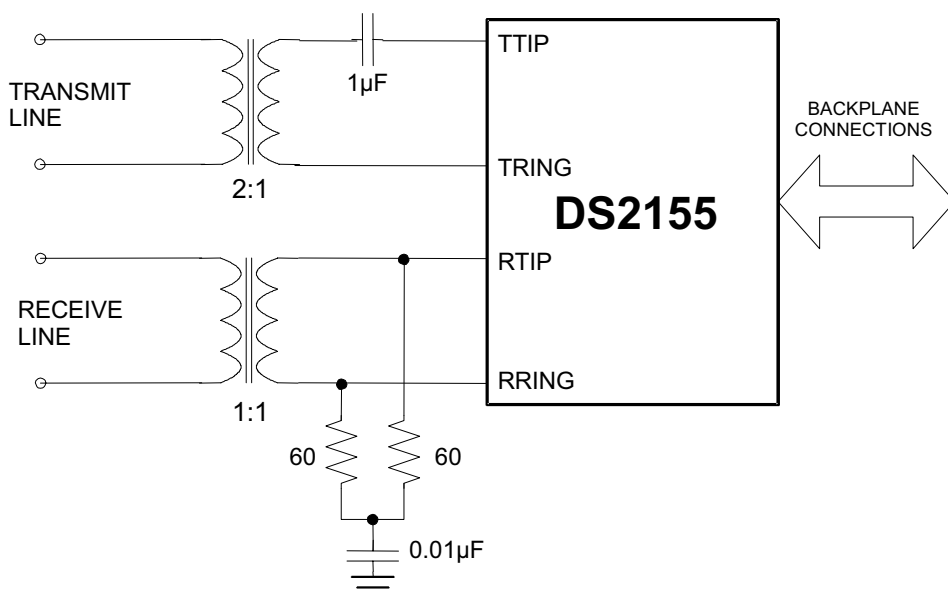 TTIP
1µF
TRANSMIT
LINE
BACKPLANE
CONNECTIONS
TRING
2:1
DS2155
RTIP
RECEIVE
LINE
RRING
1:1
60
60
0.01µF